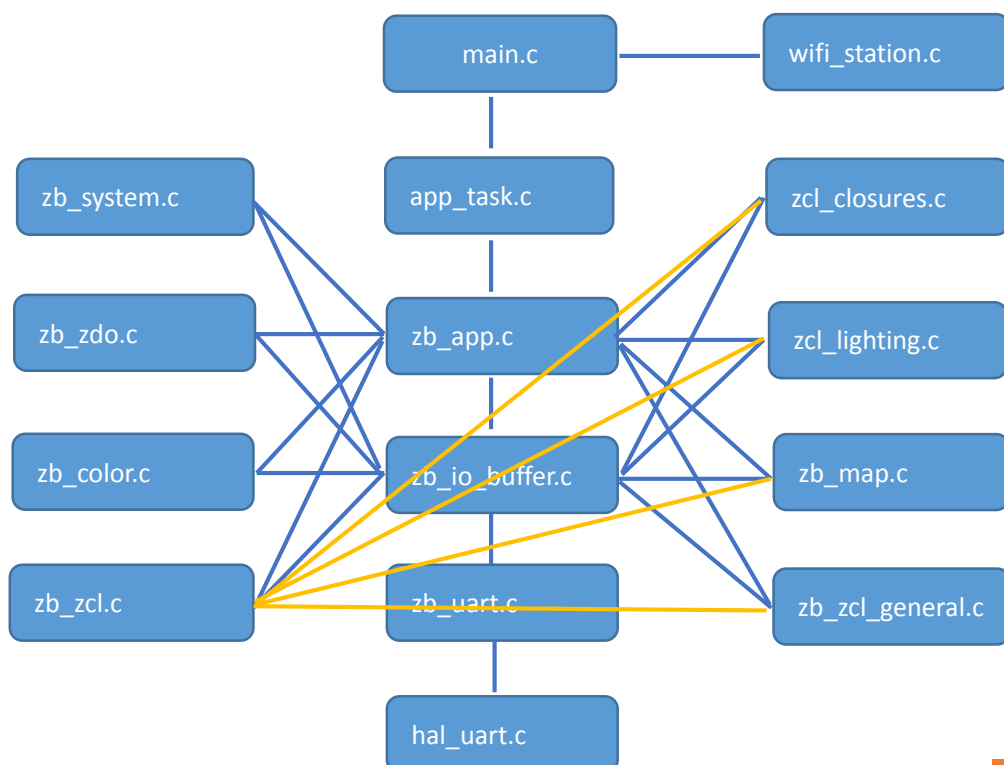 main.c
wifi_station.c
zb_system.c
app_task.c
zcl_closures.c
zb_zdo.c
zb_app.c
zcl_lighting.c
zb_color.c
zb_io_buffer.c
zb_map.c
zb_zcl.c
zb_uart.c
zb_zcl_general.c
hal_uart.c